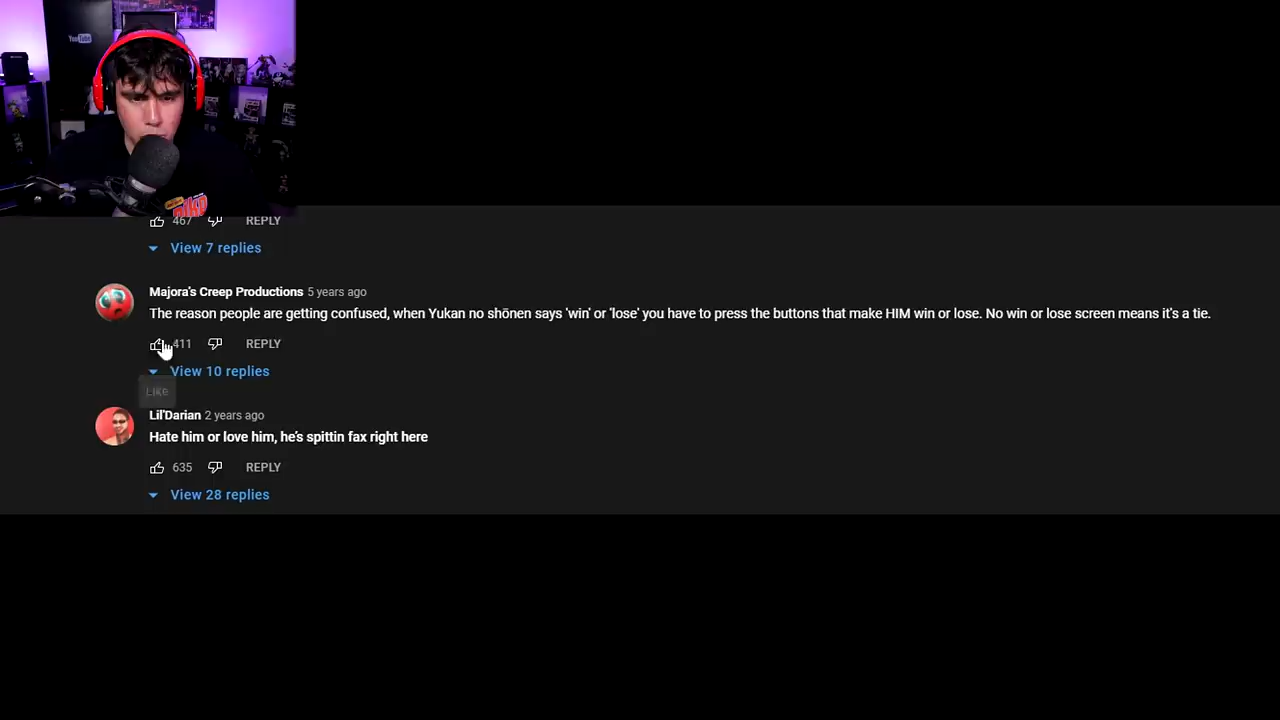 YouTube
467 REPLY
View 7 replies
Majora's Creep Productions 5 years ago
The reason people are getting confused, when Yukan no shōnen says 'win' or 'lose' you have to press the buttons that make HIM win or lose. No win or lose screen means it's a tie.
411 REPLY
View 10 replies
Like
Lil'Darian 2 years ago
Hate him or love him, he's spittin fax right here
635 REPLY
View 28 replies